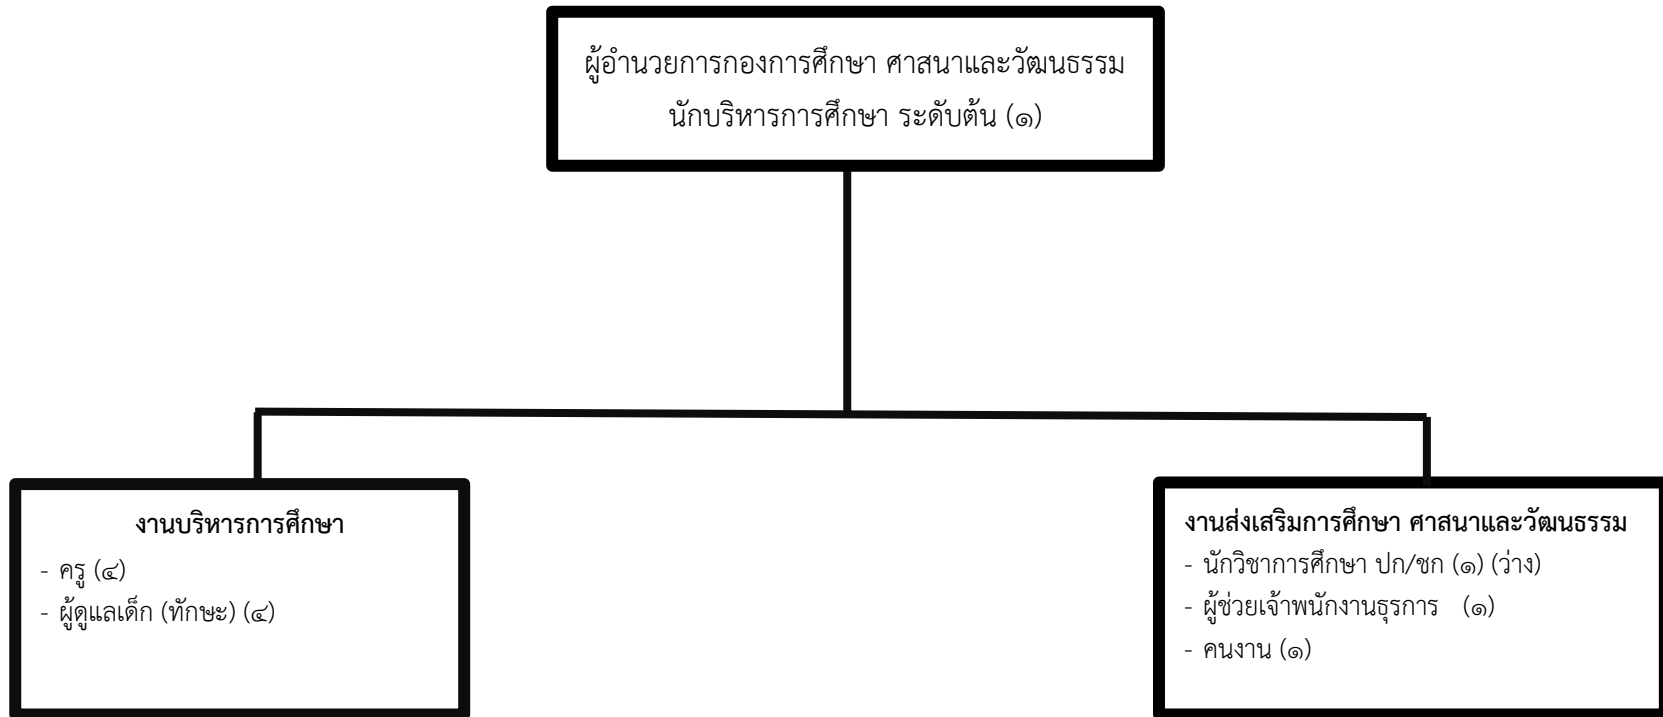 ผู้อำนวยการกองการศึกษา ศาสนาและวัฒนธรรม
นักบริหารการศึกษา ระดับต้น (๑)
งานบริหารการศึกษา
- ครู (๔)
- ผู้ดูแลเด็ก (ทักษะ) (๔)
งานส่งเสริมการศึกษา ศาสนาและวัฒนธรรม
- นักวิชาการศึกษา ปก/ชก (๑) (ว่าง)
- ผู้ช่วยเจ้าพนักงานธุรการ (๑)
- คนงาน (๑)